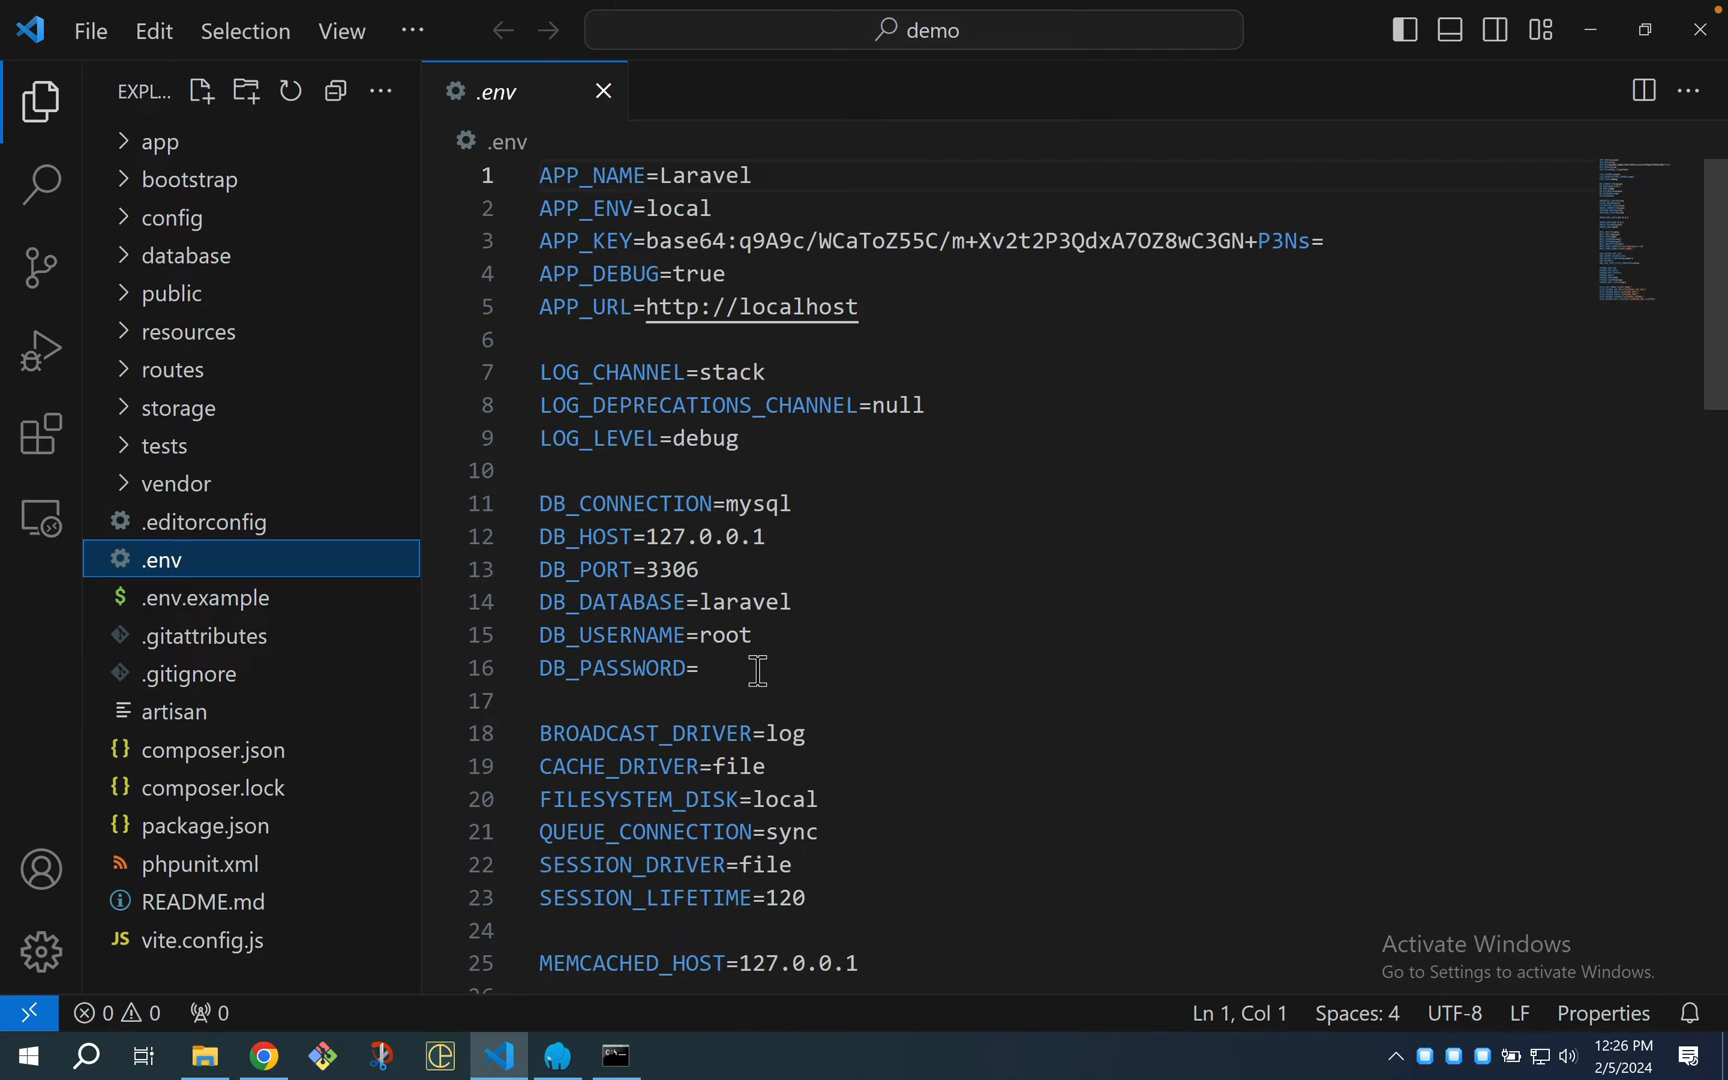 File Edit Selection View ··· demo
EXPL... .env
app
bootstrap
config
database
public
resources
routes
storage
tests
vendor
.editorconfig
.env
.env.example
.gitattributes
.gitignore
artisan
composer.json
composer.lock
package.json
phpunit.xml
README.md
vite.config.js
.env
1 APP_NAME=Laravel
2 APP_ENV=local
3 APP_KEY=base64:q9A9c/WCaToZ55C/m+Xv2t2P3QdxA7OZ8wC3GN+P3Ns=
4 APP_DEBUG=true
5 APP_URL=http://localhost
6
7 LOG_CHANNEL=stack
8 LOG_DEPRECATIONS_CHANNEL=null
9 LOG_LEVEL=debug
10
11 DB_CONNECTION=mysql
12 DB_HOST=127.0.0.1
13 DB_PORT=3306
14 DB_DATABASE=laravel
15 DB_USERNAME=root
16 DB_PASSWORD=
17
18 BROADCAST_DRIVER=log
19 CACHE_DRIVER=file
20 FILESYSTEM_DISK=local
21 QUEUE_CONNECTION=sync
22 SESSION_DRIVER=file
23 SESSION_LIFETIME=120
24
25 MEMCACHED_HOST=127.0.0.1
Activate Windows
Go to Settings to activate Windows.
0 0 0 Ln 1, Col 1 Spaces: 4 UTF-8 LF Properties
12:26 PM
2/5/2024